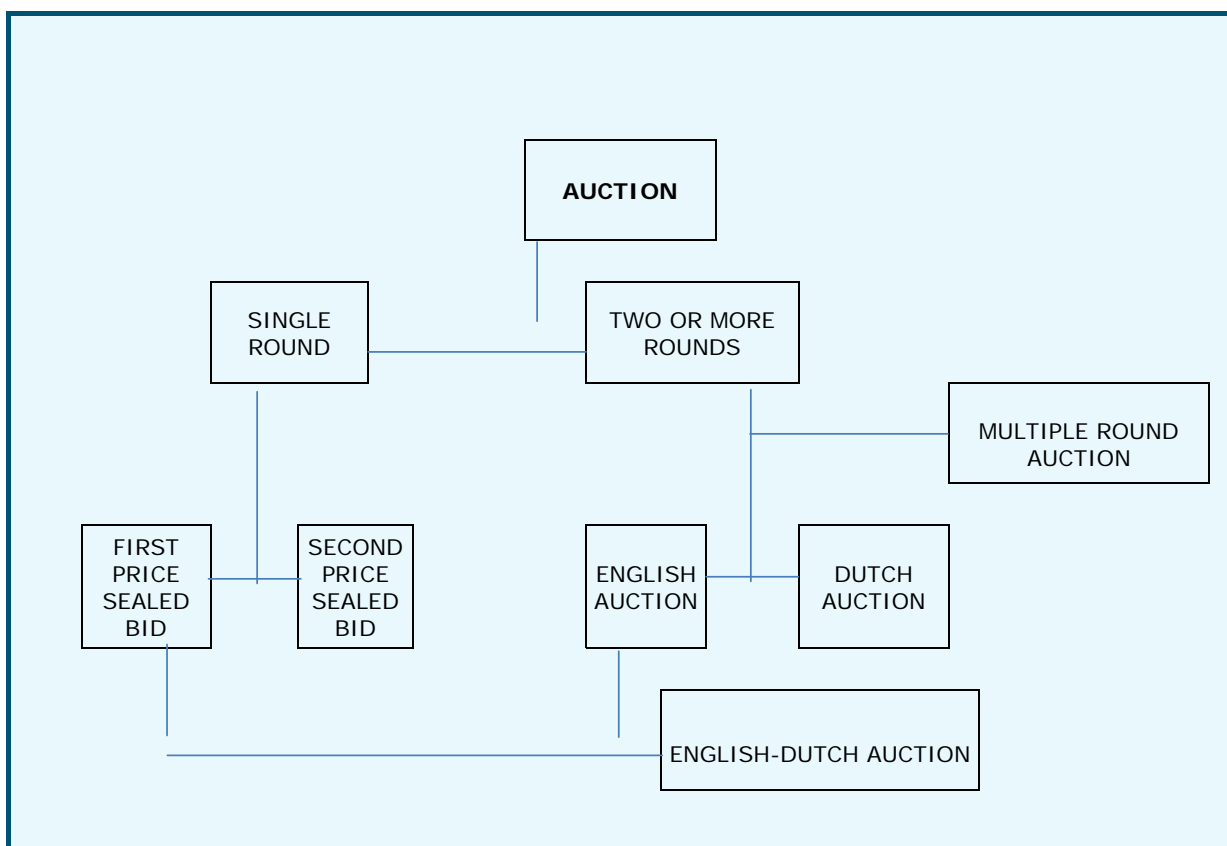 AUCTION
SINGLE
ROUND
TWO OR MORE
ROUNDS
MULTIPLE ROUND
AUCTION
FIRST
PRICE
SEALED
BID
SECOND
PRICE
SEALED
BID
ENGLISH
AUCTION
DUTCH
AUCTION
ENGLISH-DUTCH AUCTION